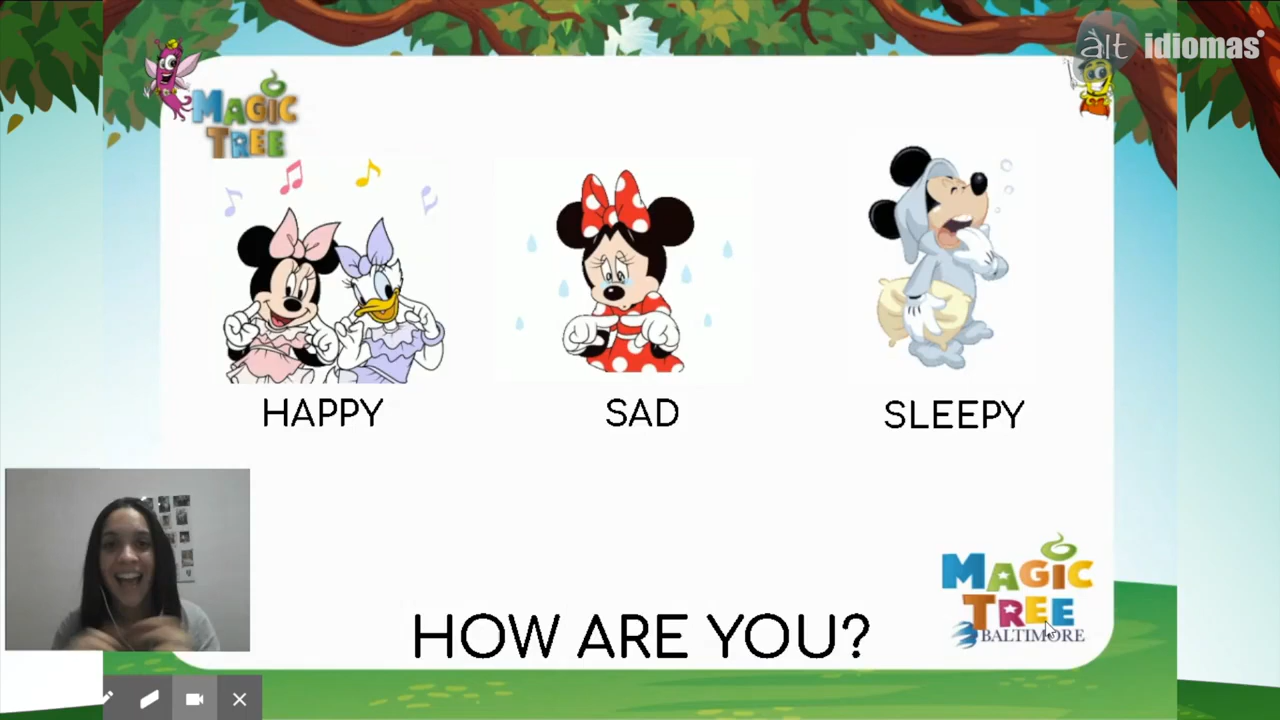 alt idiomas
MAGIC
TREE
HAPPY
SAD
SLEEPY
MAGIC
TREE
BALTIMORE
HOW ARE YOU?